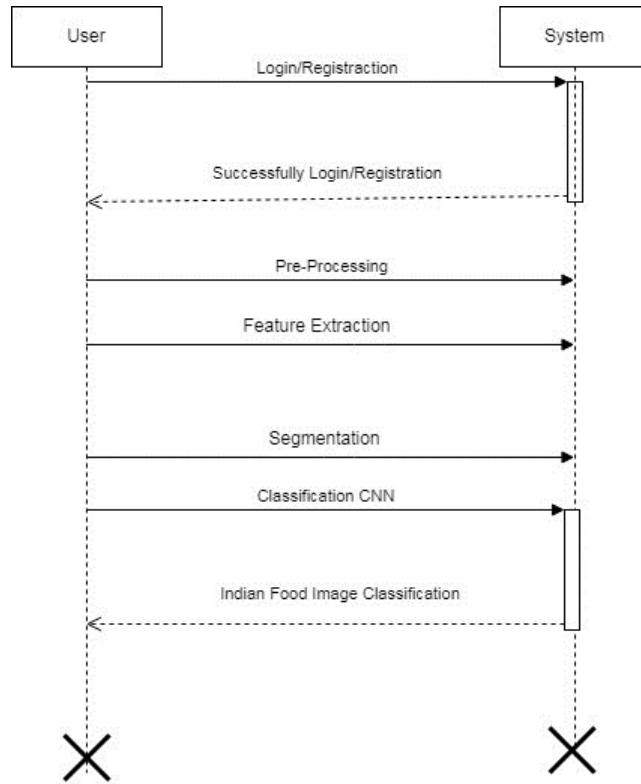 User
System
Login/Registraction
Successfully Login/Registration
Pre-Processing
Feature Extraction
Segmentation
Classification CNN
Indian Food Image Classification